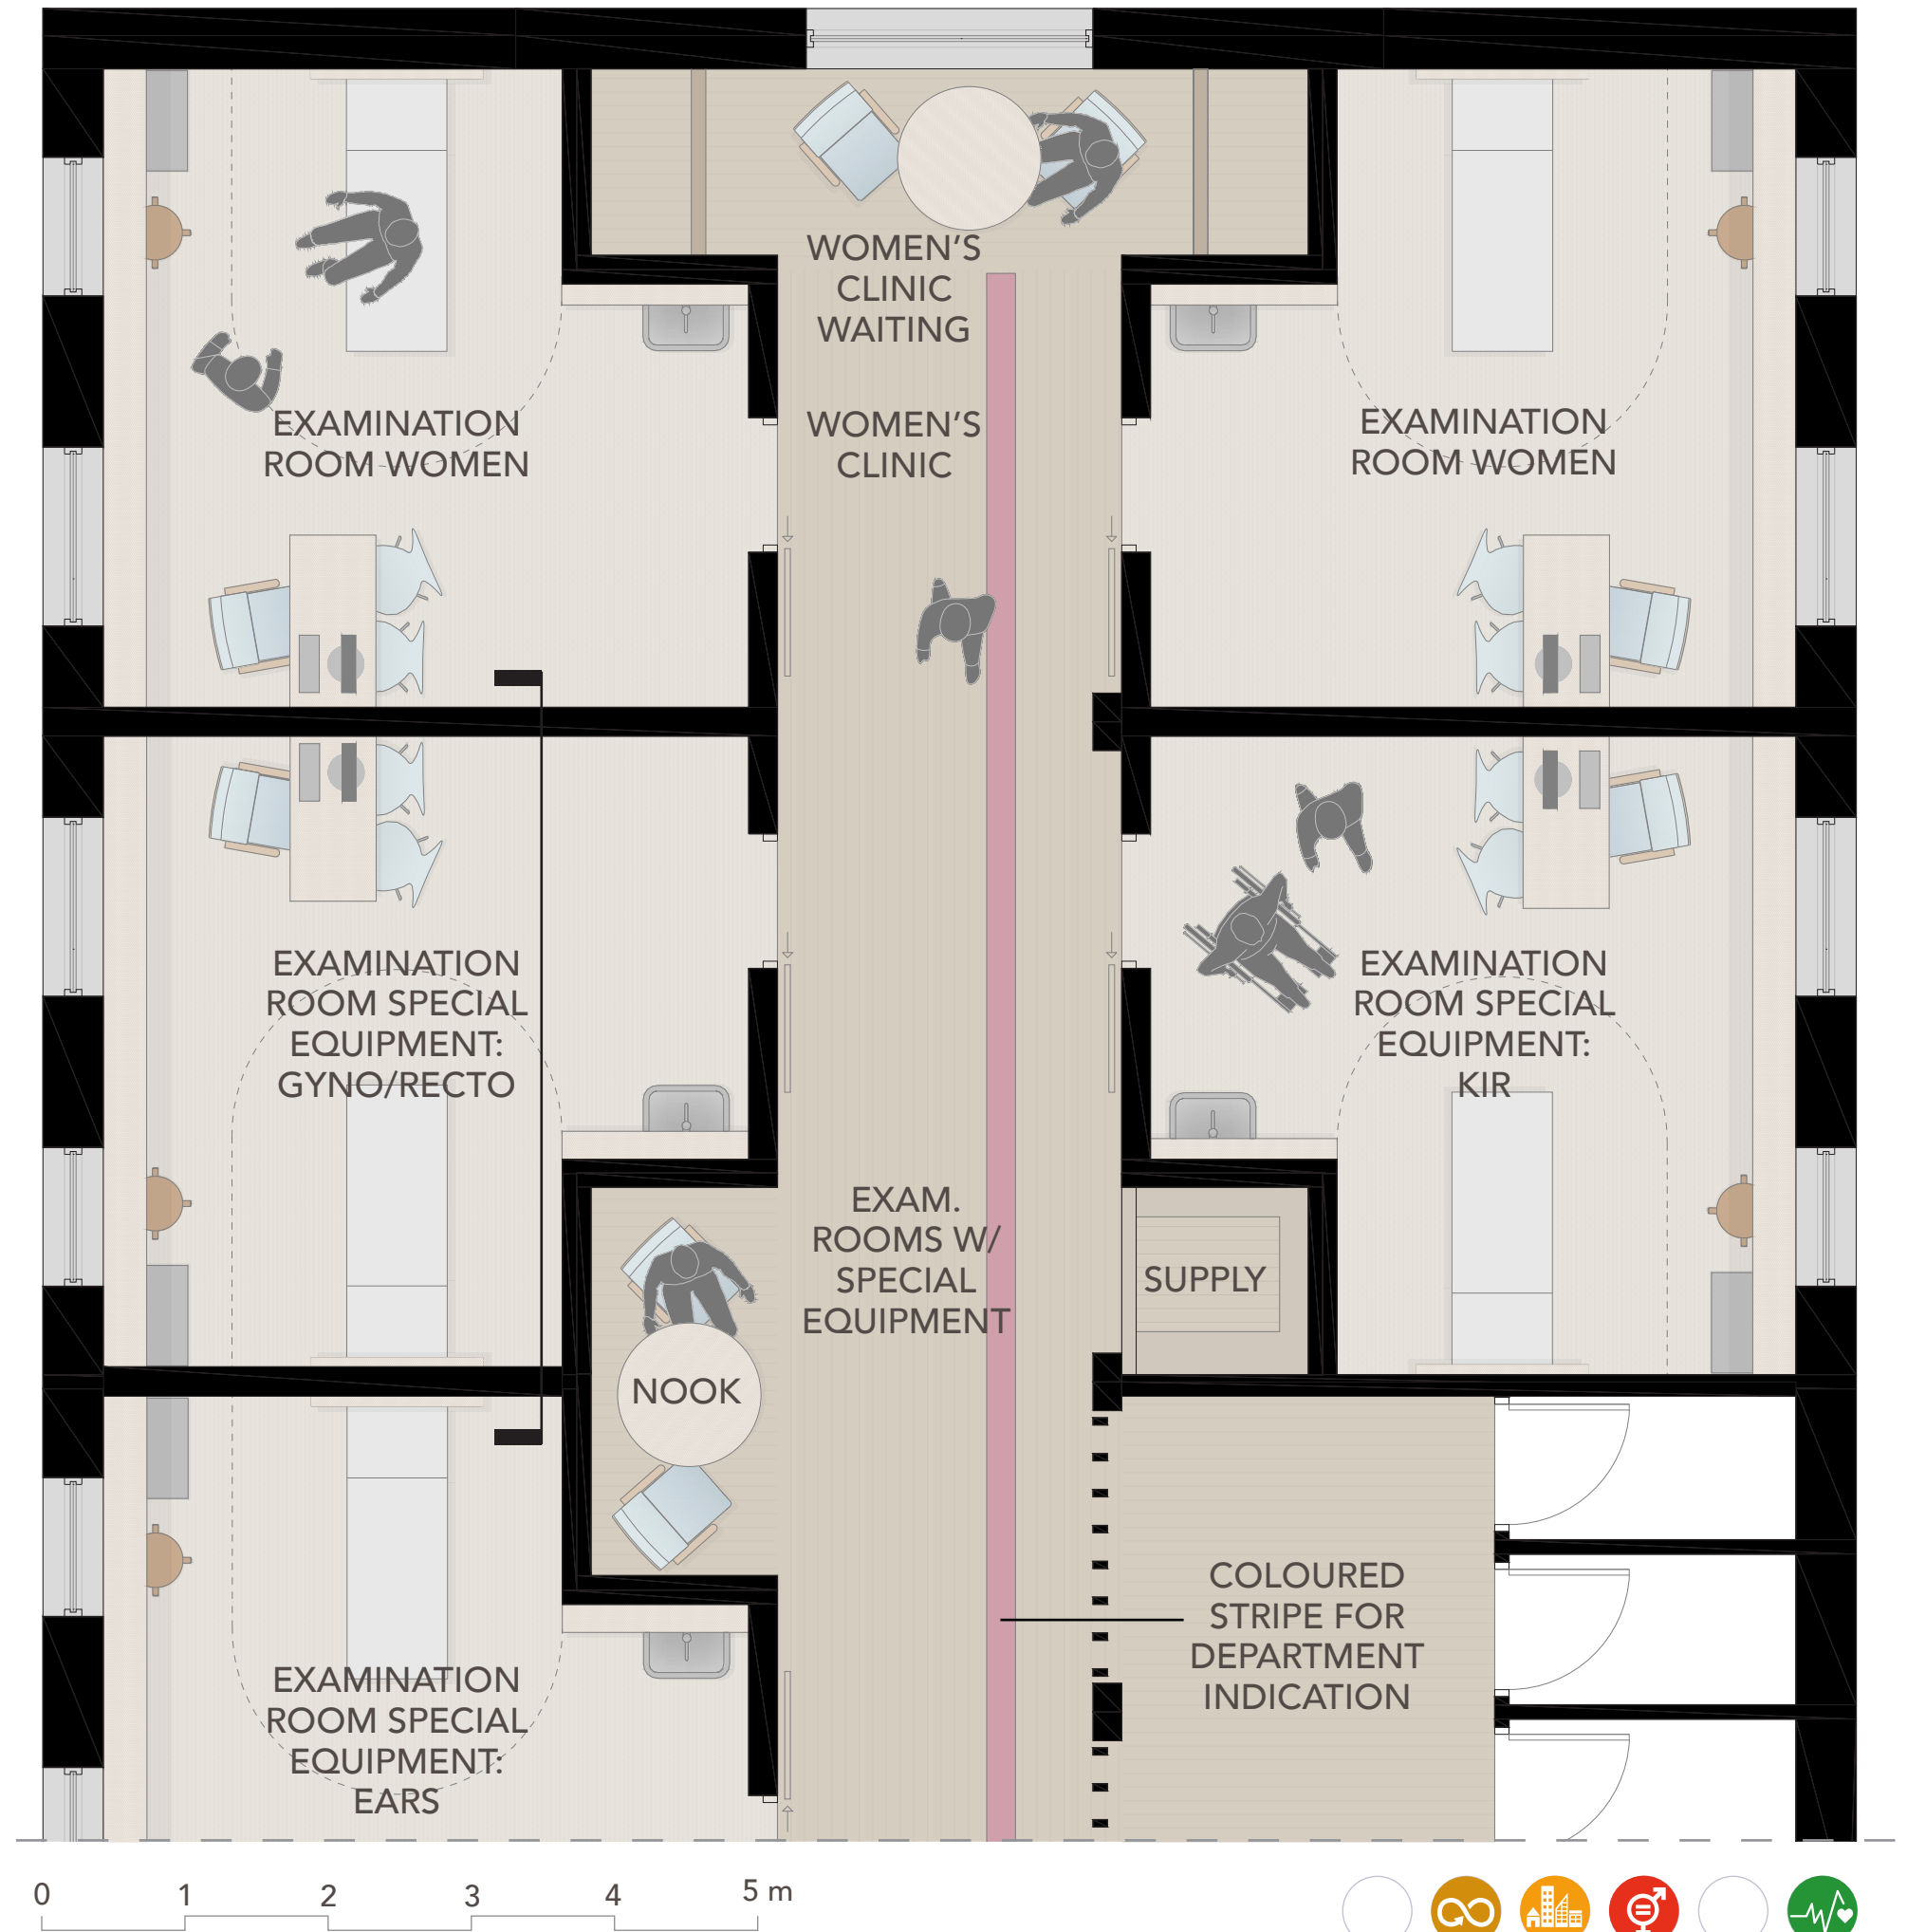 WOMEN'S
CLINIC
WAITING
EXAMINATION
ROOM WOMEN
WOMEN'S
CLINIC
EXAMINATION
ROOM WOMEN
EXAMINATION
ROOM SPECIAL
EQUIPMENT:
GYNO/RECTO
EXAMINATION
ROOM SPECIAL
EQUIPMENT:
KIR
EXAM.
ROOMS W/
SPECIAL
EQUIPMENT
SUPPLY
NOOK
COLOURED
STRIPE FOR
DEPARTMENT
INDICATION
EXAMINATION
ROOM SPECIAL
EQUIPMENT:
EARS
0 1 2 3 4 5 m